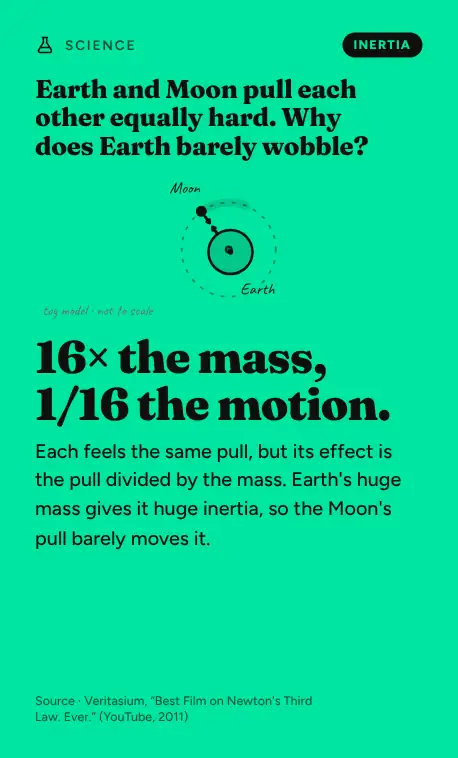 SCIENCE
INERTIA
Earth and Moon pull each
other equally hard. Why
does Earth barely wobble?
Moon
Earth
toy model · not to scale
16× the mass,
1/16 the motion.
Each feels the same pull, but its effect is
the pull divided by the mass. Earth's huge
mass gives it huge inertia, so the Moon's
pull barely moves it.
Source · Veritasium, “Best Film on Newton's Third
Law. Ever.” (YouTube, 2011)